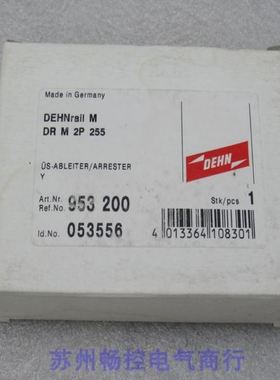 Made in Germany
DEHNrail M
DR M 2P 255
DEHN
ÜS-ABLEITER/ARRESTER
Y
Art.Nr.
Ref.No. 953 200
Stk/pcs 1
Id.No. 053556
4 013364 108301
苏州畅控电气商行